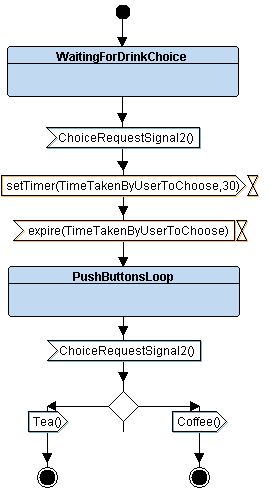 WaitingForDrinkChoice
ChoiceRequestSignal2()
setTimer(TimeTakenByUserToChoose,30)
expire(TimeTakenByUserToChoose)
PushButtonsLoop
ChoiceRequestSignal2()
Tea()
Coffee()